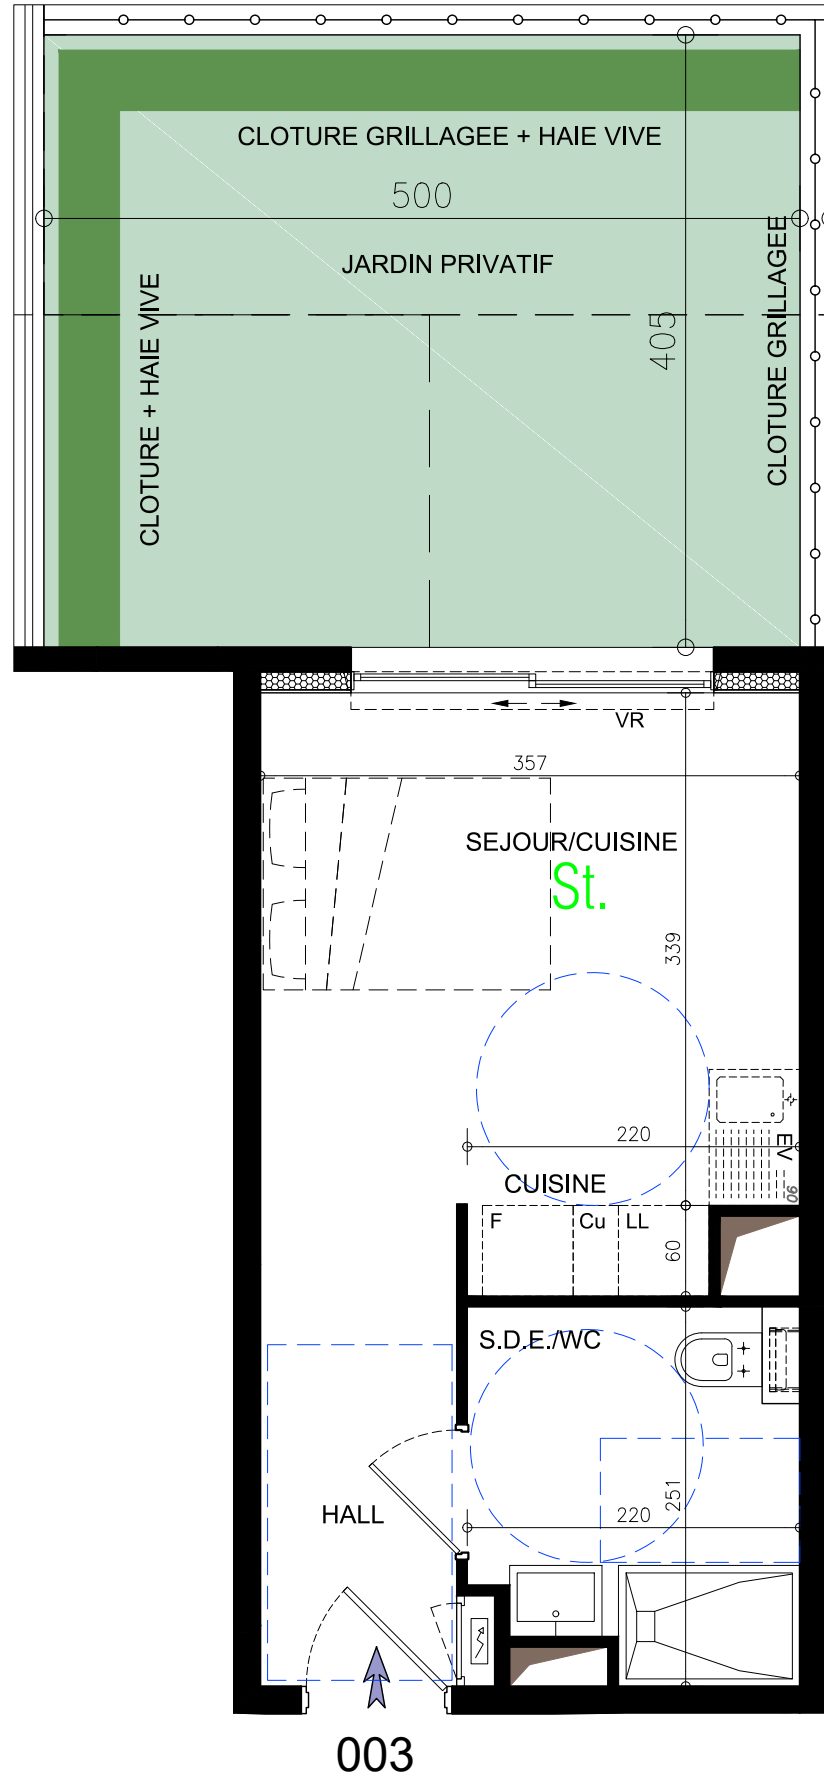 CLOTURE GRILLAGEE + HAIE VIVE
500
JARDIN PRIVATIF
CLOTURE + HAIE VIVE
405
CLOTURE GRILLAGEE
VR
357
SEJOUR/CUISINE
St.
339
220
EV
CUISINE
90
F
Cu
LL
60
S.D.E./WC
251
220
HALL
003